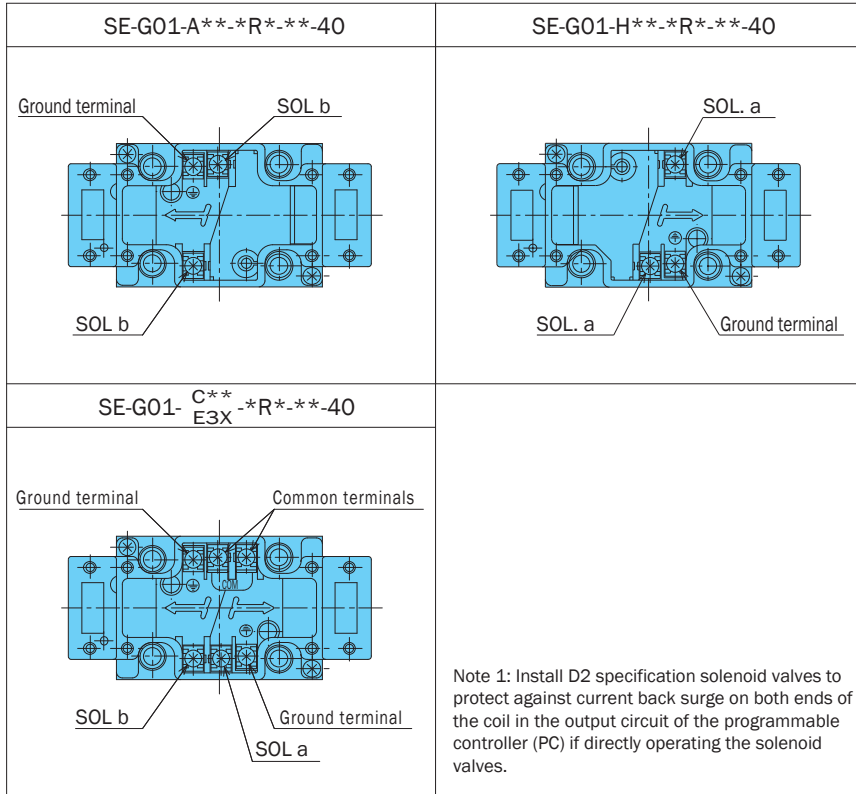 SE-G01-A**-*R*-**-40
SE-G01-H**-*R*-**-40
Ground terminal
SOL b
SOL b
SOL. a
SOL. a
Ground terminal
SE-G01- C** E3X -*R*-**-40
Ground terminal
Common terminals
COM
SOL b
SOL a
Ground terminal
Note 1: Install D2 specification solenoid valves to
protect against current back surge on both ends of
the coil in the output circuit of the programmable
controller (PC) if directly operating the solenoid
valves.